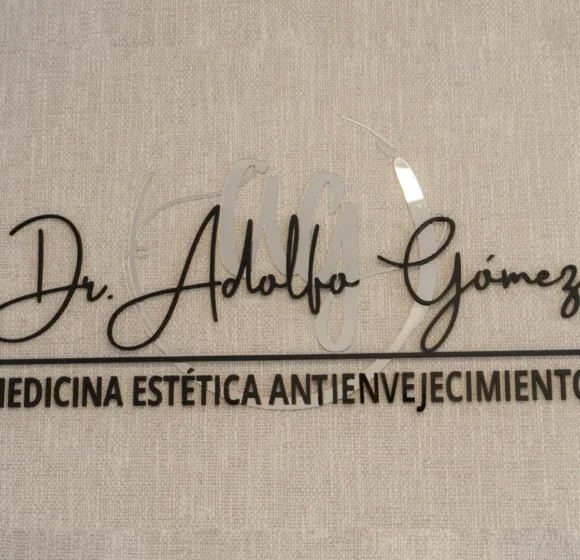 Dr. Adolfo Gómez
MEDICINA ESTÉTICA ANTIENVEJECIMIENTO
ag